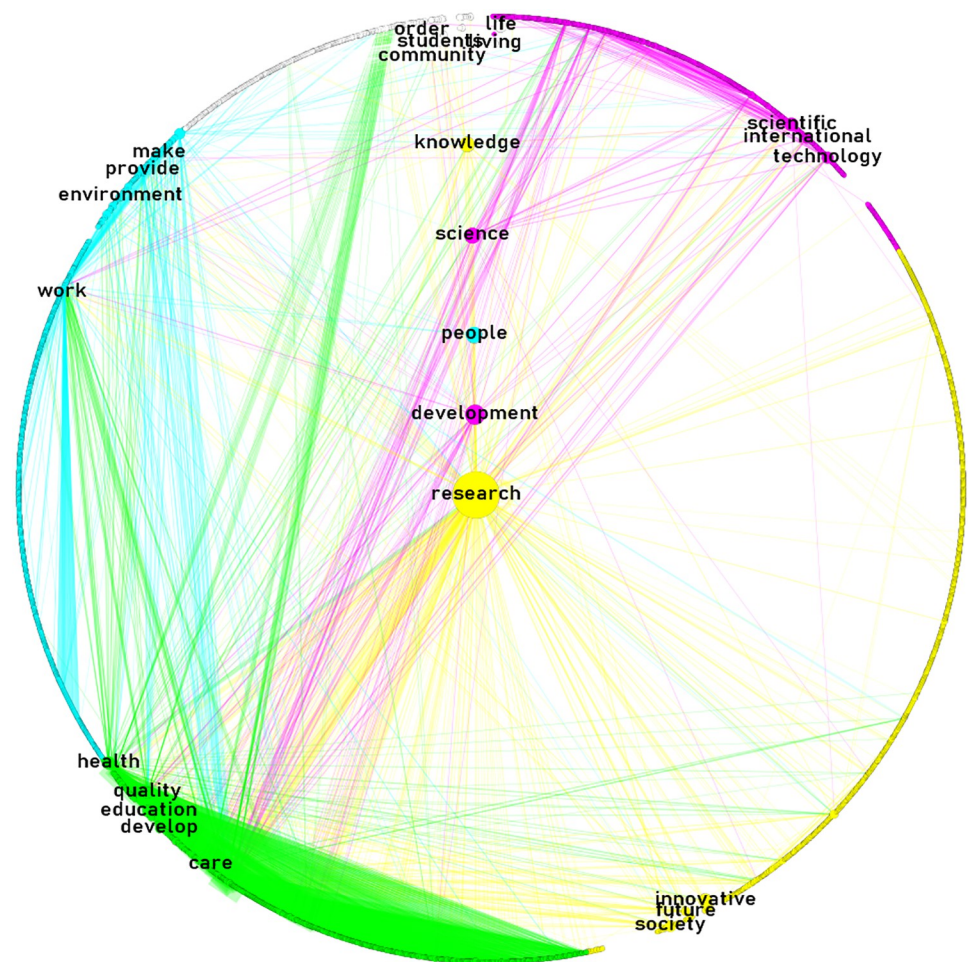 order
life
students
living
community
scientific
international
technology
knowledge
make
provide
environment
science
work
people
development
research
health
quality
education
develop
care
innovative
future
society